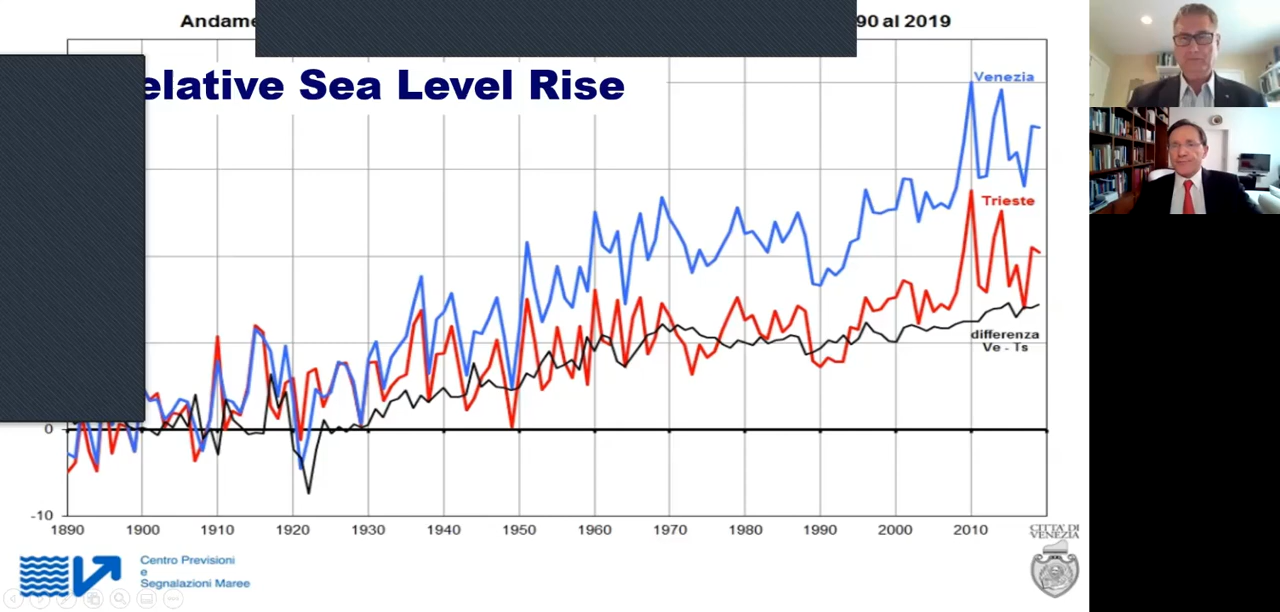 Andame
90 al 2019
elative Sea Level Rise
Venezia
Trieste
differenza
Ve - Ts
0
-10
1890 1900 1910 1920 1930 1940 1950 1960 1970 1980 1990 2000 2010
CITTA' DI
VENEZIA
Centro Previsioni
e
Segnalazioni Maree